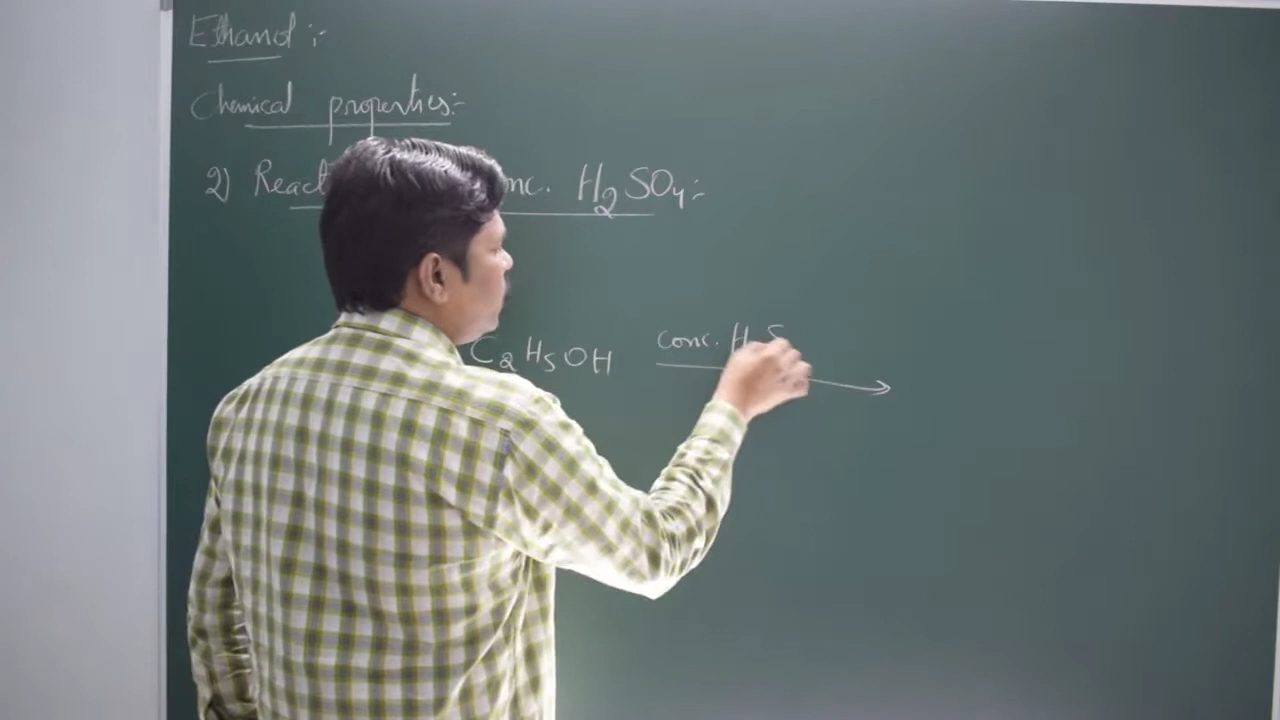 Ethanol :-
Chemical properties:-
2) React nc. H2SO4:-
C2H5OH conc. H S